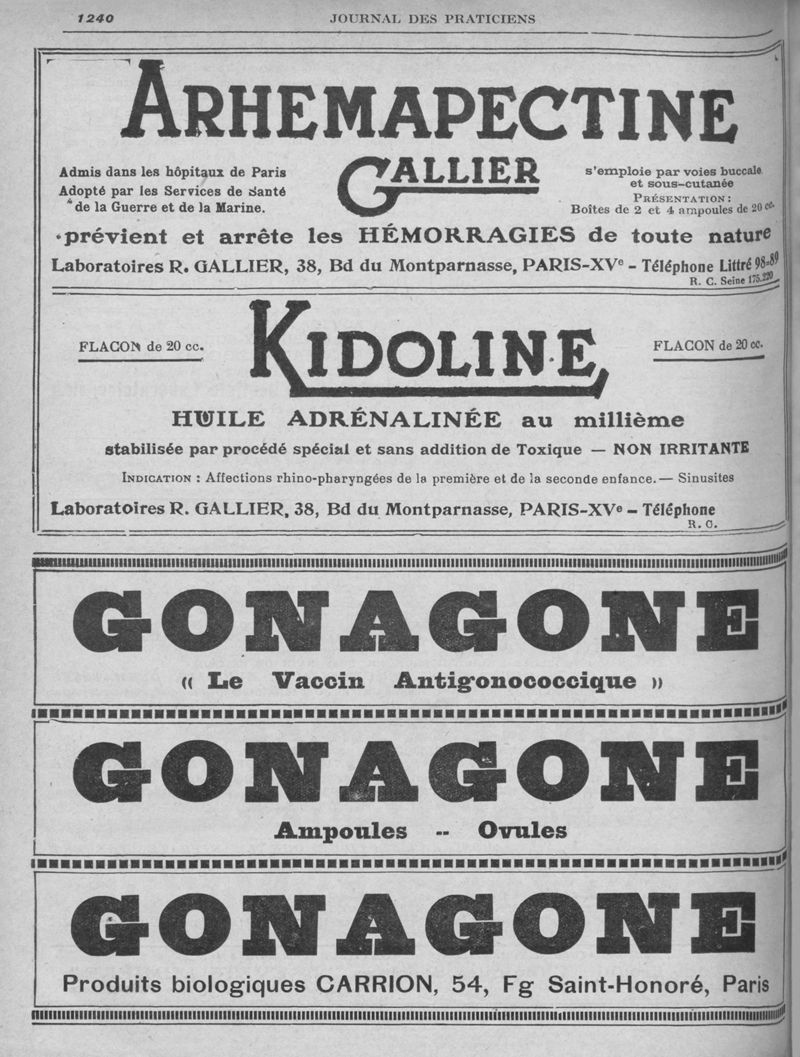 1240
JOURNAL DES PRATICIENS
ARHEMAPECTINE
GALLIER
Admis dans les hôpitaux de Paris
Adopté par les Services de Santé
de la Guerre et de la Marine.
s'emploie par voies buccale
et sous-cutanée
PRÉSENTATION :
Boîtes de 2 et 4 ampoules de 20 cc.
prévient et arrête les HÉMORRAGIES de toute nature
Laboratoires R. GALLIER, 38, Bd du Montparnasse, PARIS-XVe - Téléphone Littré 98-89
R. C. Seine 175.220
FLACON de 20 cc.
KIDOLINE
FLACON de 20 cc.
HUILE ADRÉNALINÉE au millième
stabilisée par procédé spécial et sans addition de Toxique — NON IRRITANTE
INDICATION : Affections rhino-pharyngées de la première et de la seconde enfance. — Sinusites
Laboratoires R. GALLIER, 38, Bd du Montparnasse, PARIS-XVe - Téléphone
R. C.
GONAGONE
« Le Vaccin Antigonococcique »
GONAGONE
Ampoules -- Ovules
GONAGONE
Produits biologiques CARRION, 54, Fg Saint-Honoré, Paris